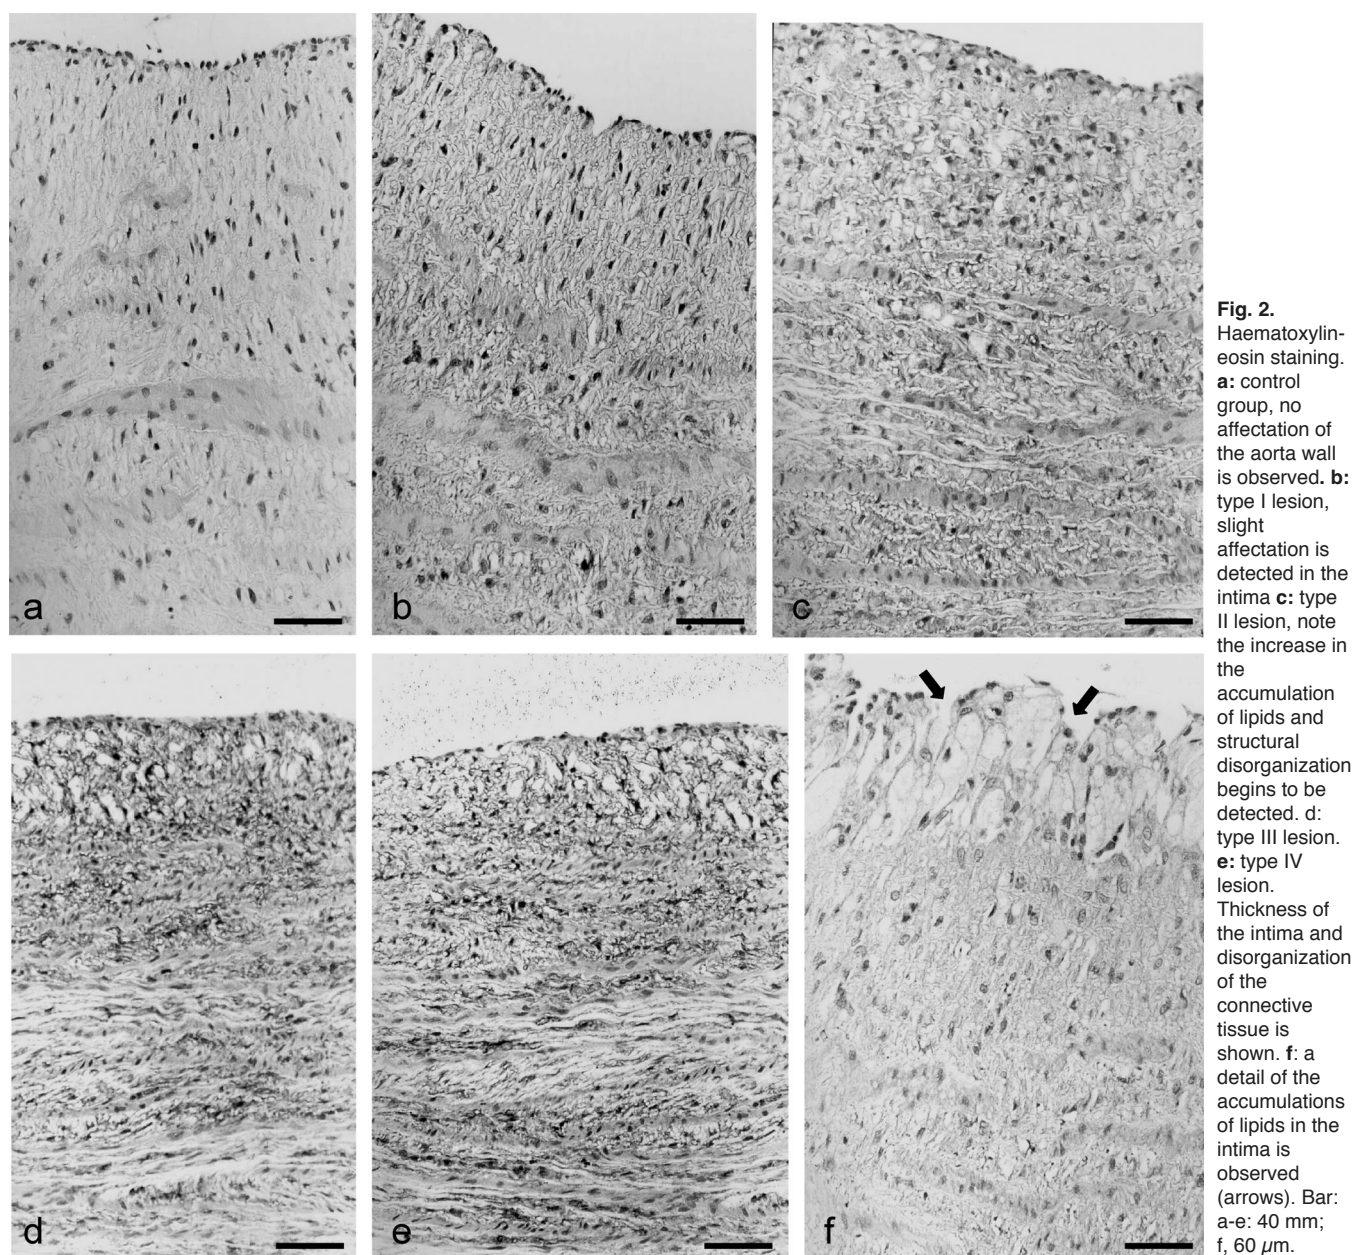 a
b
c
d
e
f
Fig. 2.
Haematoxylin-
eosin staining.
a: control
group, no
affectation of
the aorta wall
is observed. b:
type I lesion,
slight
affectation is
detected in the
intima c: type
II lesion, note
the increase in
the
accumulation
of lipids and
structural
disorganization
begins to be
detected. d:
type III lesion.
e: type IV
lesion.
Thickness of
the intima and
disorganization
of the
connective
tissue is
shown. f: a
detail of the
accumulations
of lipids in the
intima is
observed
(arrows). Bar:
a-e: 40 mm;
f, 60 µm.